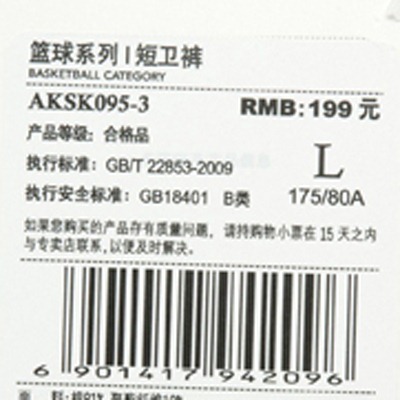 篮球系列 | 短卫裤
BASKETBALL CATEGORY
AKSK095-3
RMB: 199 元
产品等级: 合格品
执行标准: GB/T 22853-2009
L
执行安全标准: GB18401 B类
175/80A
如果您购买的产品存有质量问题, 请持购物小票在 15 天之内
与专卖店联系, 以便及时解决。
6 901417 942096